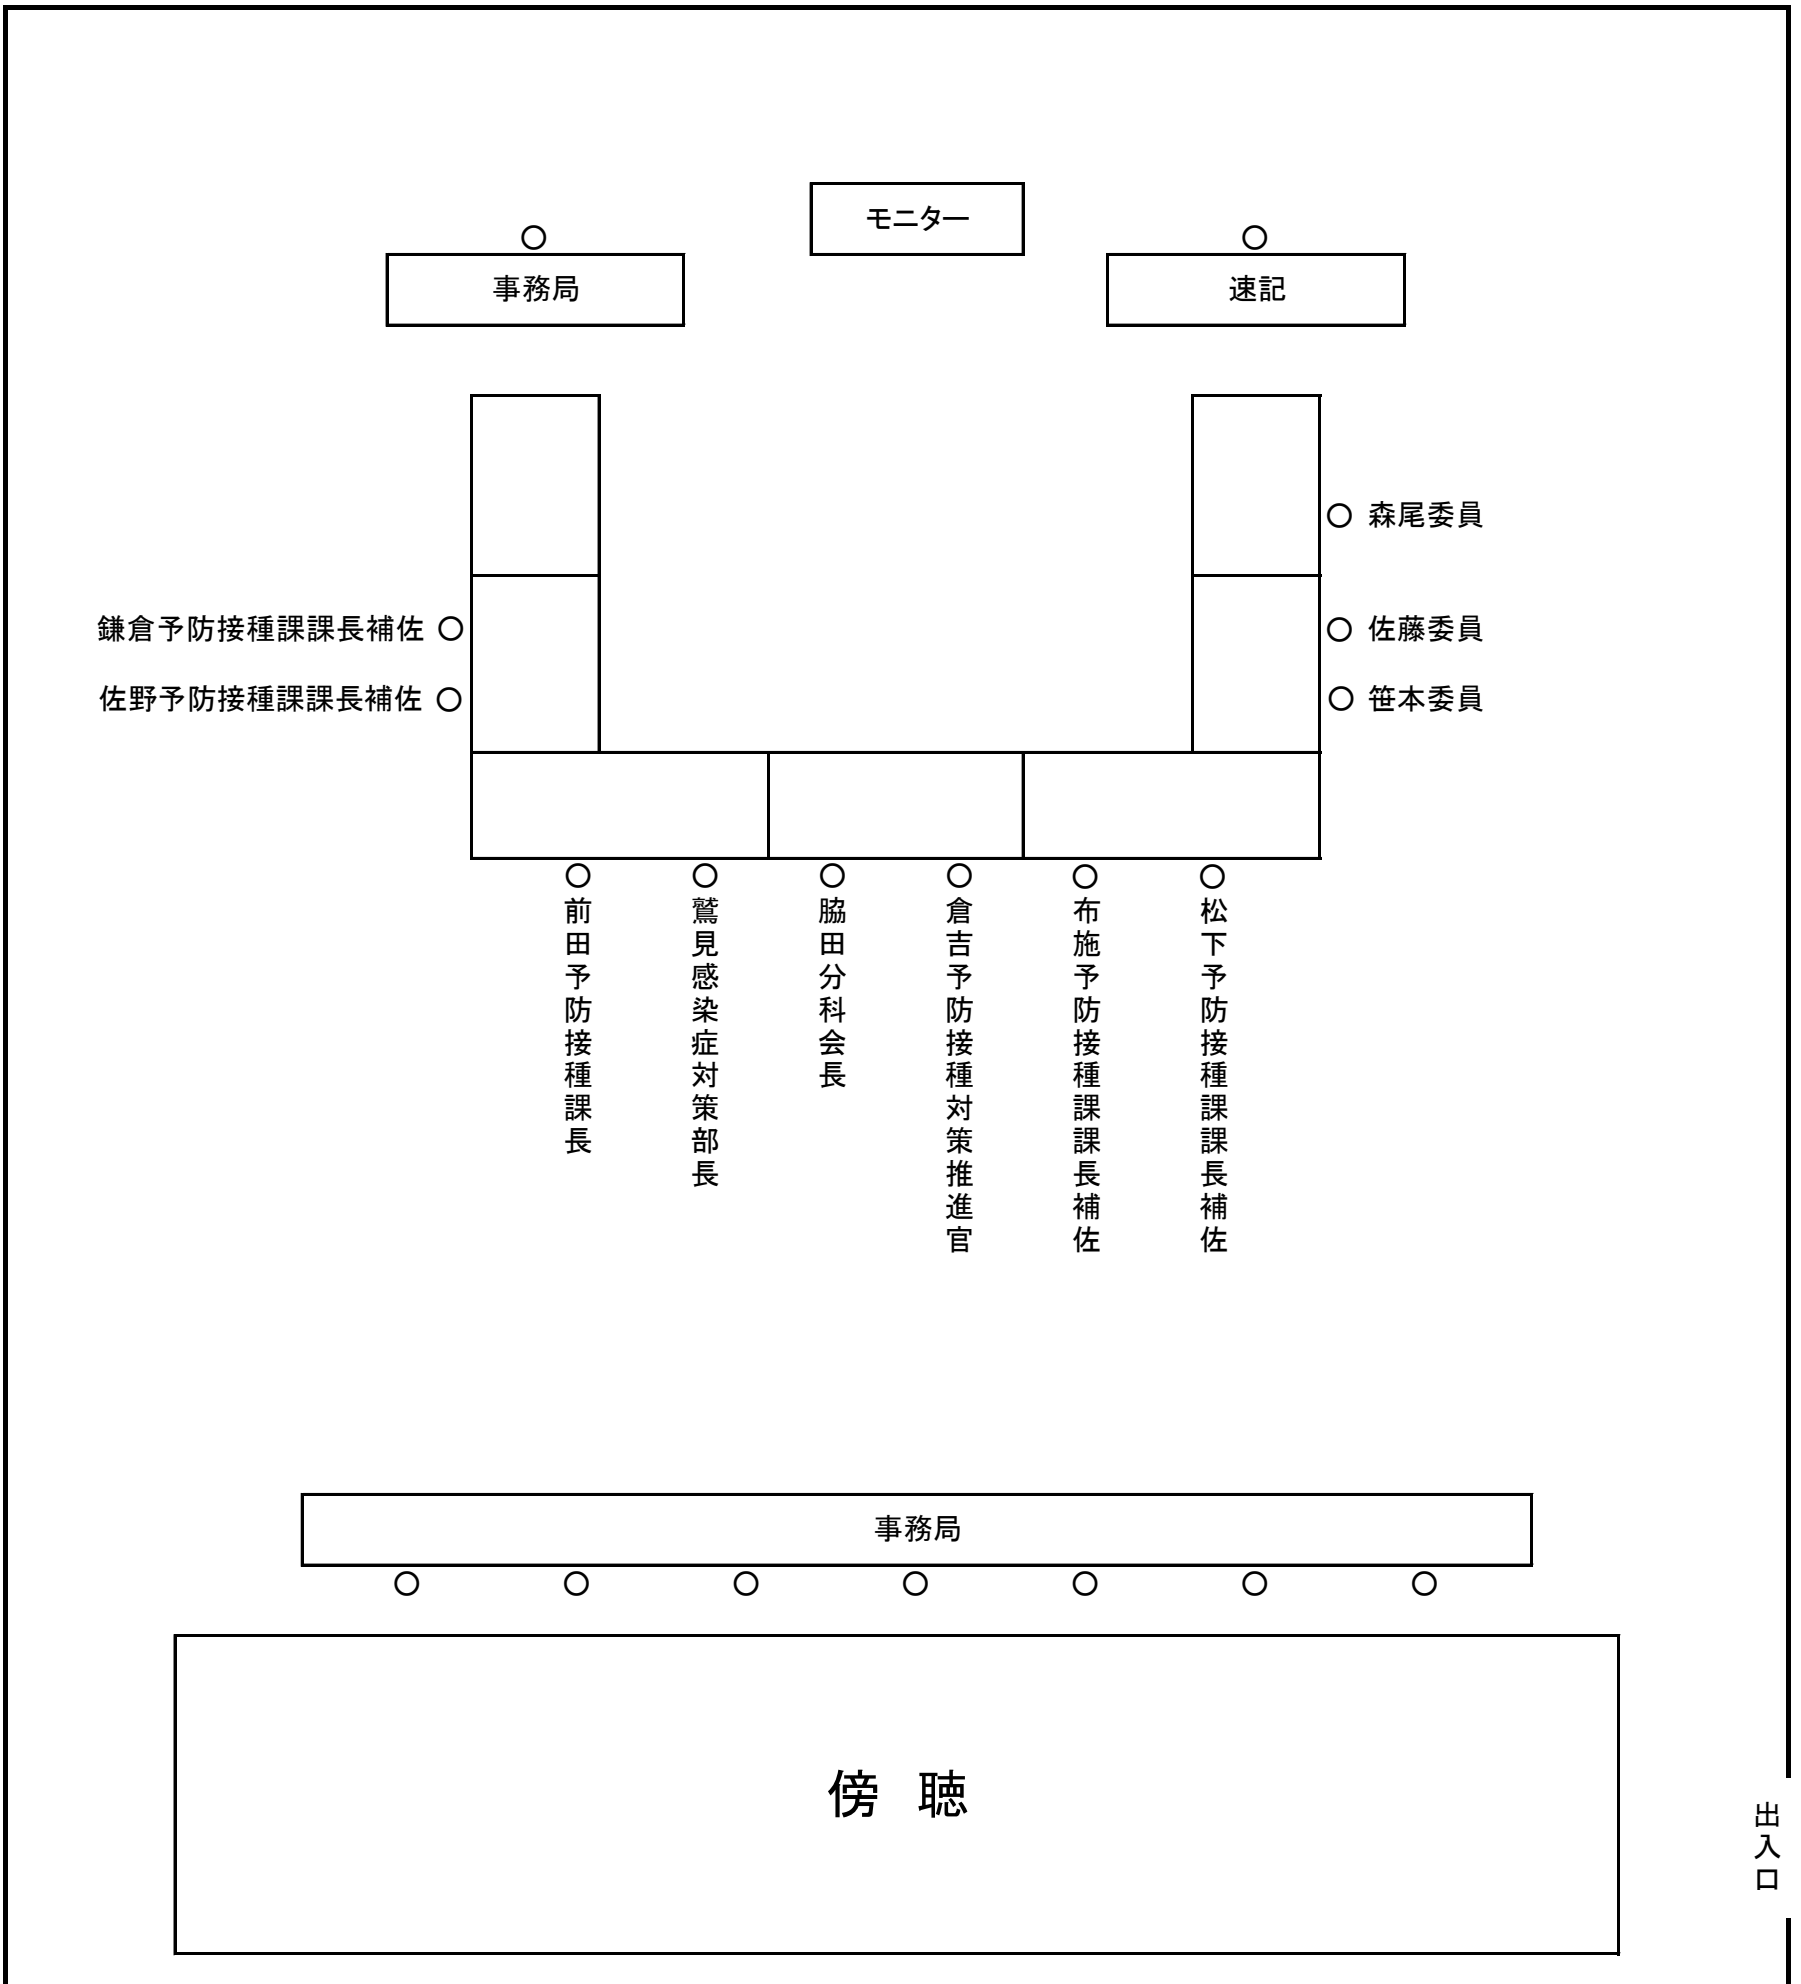 モニター
事務局
速記
○ 森尾委員
鎌倉予防接種課課長補佐 ○
○ 佐藤委員
佐野予防接種課課長補佐 ○
○ 笹本委員
○前田予防接種課長
○鷲見感染症対策部長
○脇田分科会長
○倉吉予防接種対策推進官
○布施予防接種課課長補佐
○松下予防接種課課長補佐
事務局
傍 聴
出入口